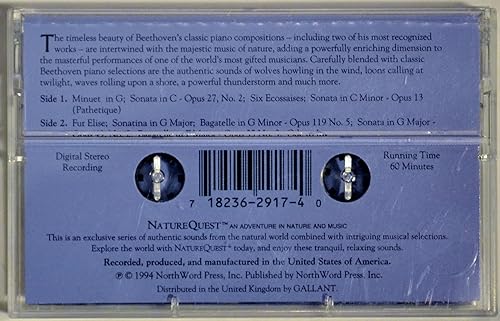 The timeless beauty of Beethoven's classic piano compositions – including two of his most recognized
works – are intertwined with the majestic music of nature, adding a powerfully enriching dimension to
the masterful performances of one of the world's most gifted musicians. Carefully blended with classic
Beethoven piano selections are the authentic sounds of wolves howling in the wind, loons calling at
twilight, waves rolling upon a shore, a powerful thunderstorm and much more.
Side 1. Minuet in G; Sonata in C - Opus 27, No. 2; Six Ecossaises; Sonata in C Minor - Opus 13
(Pathetique)
Side 2. Fur Elise; Sonatina in G Major; Bagatelle in G Minor - Opus 119 No. 5; Sonata in G Major -
Digital Stereo
Recording
Running Time
60 Minutes
7 18236-2917-4 0
NATUREQUEST™ AN ADVENTURE IN NATURE AND MUSIC
This is an exclusive series of authentic sounds from the natural world combined with intriguing musical selections.
Explore the world with NATUREQUEST® today, and enjoy these tranquil, relaxing sounds.
Recorded, produced, and manufactured in the United States of America.
℗ © 1994 NorthWord Press, Inc. Published by NorthWord Press, Inc.
Distributed in the United Kingdom by GALLANT.